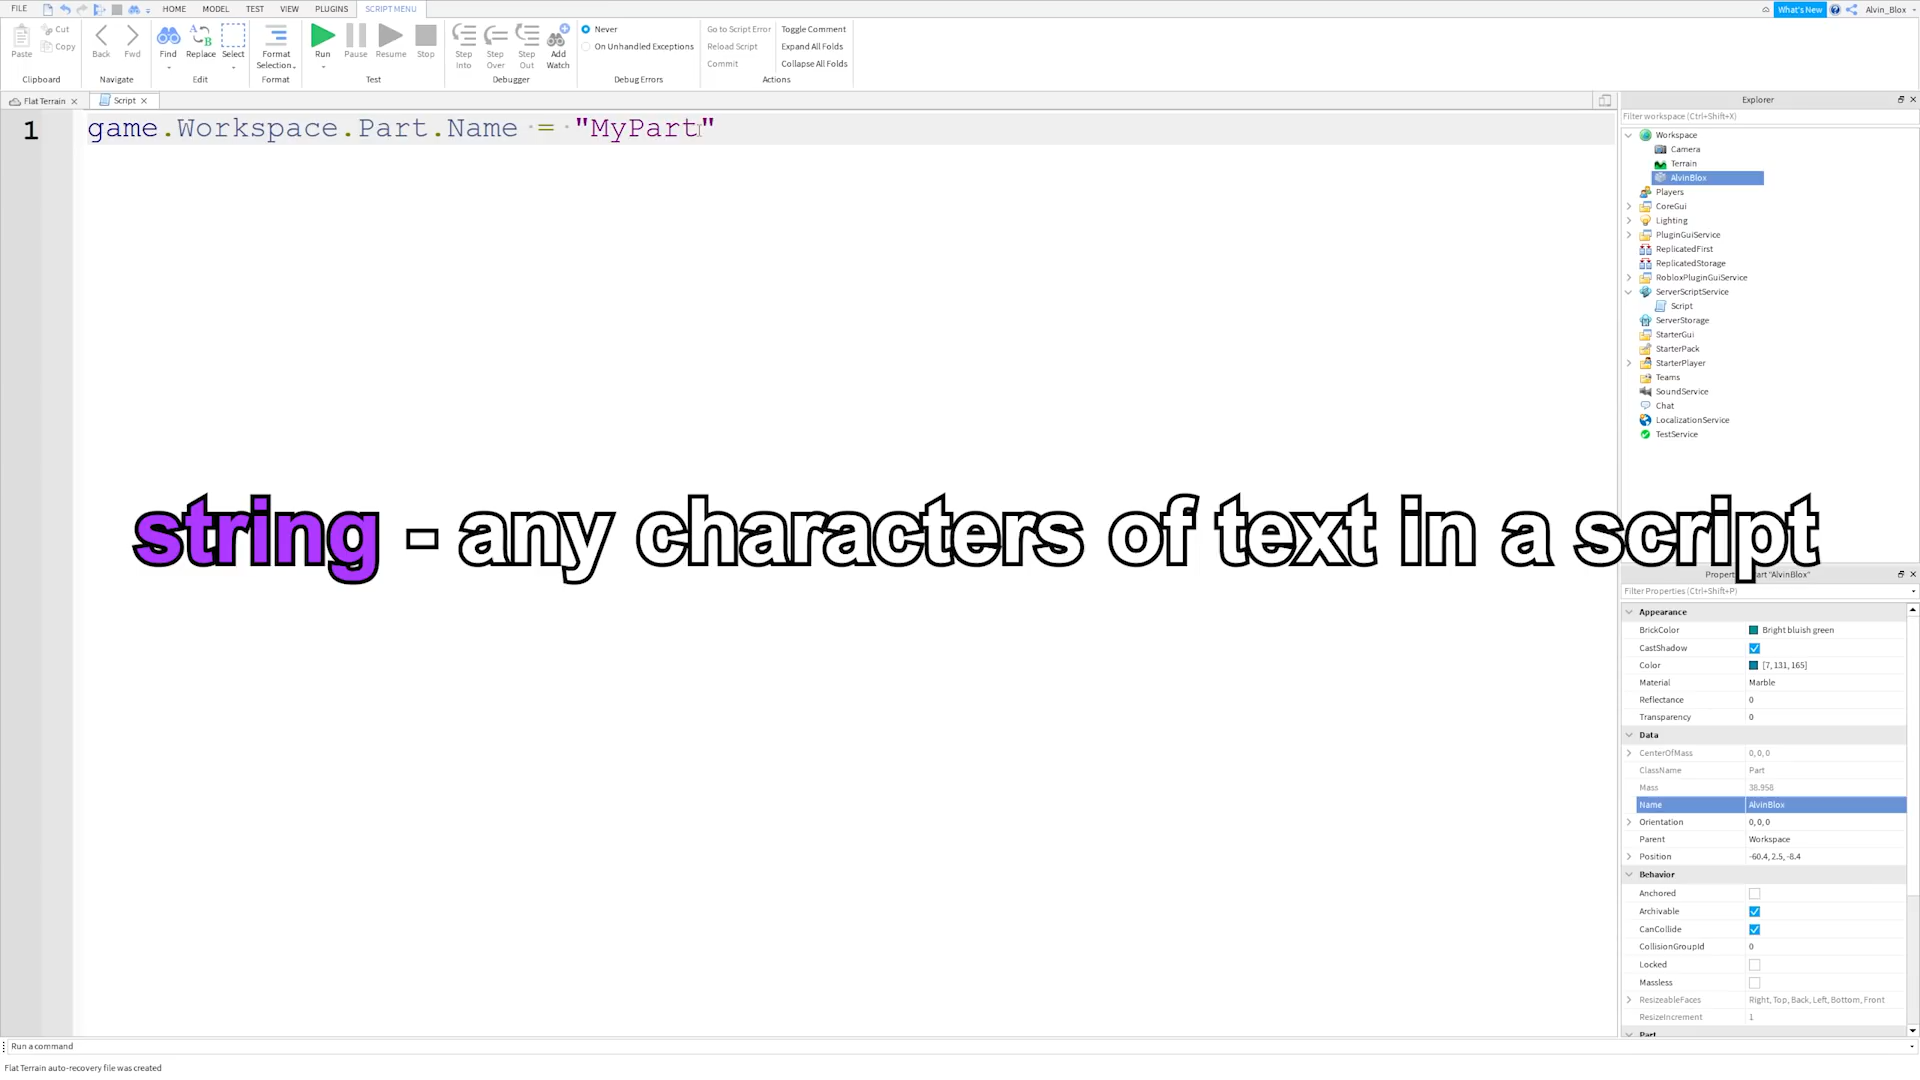 FILE HOME MODEL TEST VIEW PLUGINS SCRIPT MENU What's New Alvin_Blox
Paste Cut Copy Back Fwd Find Replace Select Format Selection Run Pause Resume Stop Step Into Step Over Step Out Add Watch Never On Unhandled Exceptions Go to Script Error Reload Script Commit Toggle Comment Expand All Folds Collapse All Folds
Clipboard Navigate Edit Format Test Debugger Debug Errors Actions
Flat Terrain Script
1 game.Workspace.Part.Name = "MyPart"
string - any characters of text in a script
Explorer
Filter workspace (Ctrl+Shift+X)
Workspace
Camera
Terrain
AlvinBlox
Players
CoreGui
Lighting
PluginGuiService
ReplicatedFirst
ReplicatedStorage
RobloxPluginGuiService
ServerScriptService
Script
ServerStorage
StarterGui
StarterPack
StarterPlayer
Teams
SoundService
Chat
LocalizationService
TestService
"AlvinBlox"
Filter Properties (Ctrl+Shift+P)
Appearance
BrickColor Bright bluish green
CastShadow
Color [7, 131, 165]
Material Marble
Reflectance 0
Transparency 0
Data
CenterOfMass 0, 0, 0
ClassName Part
Mass 38.958
Name AlvinBlox
Orientation 0, 0, 0
Parent Workspace
Position -60.4, 2.5, -8.4
Behavior
Anchored
Archivable
CanCollide
CollisionGroupId 0
Locked
Massless
ResizeableFaces Right, Top, Back, Left, Bottom, Front
ResizeIncrement 1
Part
Run a command
Flat Terrain auto-recovery file was created